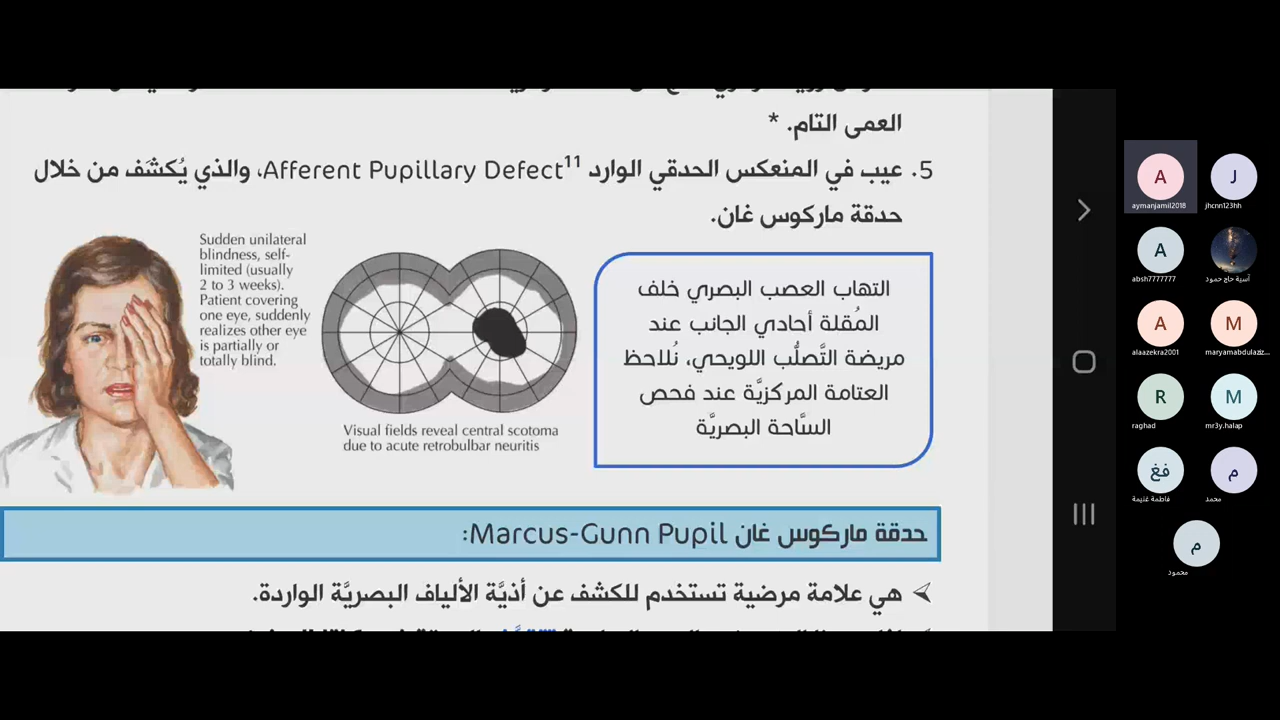 العمى التام. *
5. عيب في المنعكس الحدقي الوارد Afferent Pupillary Defect¹¹، والذي يُكشَف من خلال
حدقة ماركوس غان.
Sudden unilateral
blindness, self-
limited (usually
2 to 3 weeks).
Patient covering
one eye, suddenly
realizes other eye
is partially or
totally blind.
Visual fields reveal central scotoma
due to acute retrobulbar neuritis
التهاب العصب البصري خلف
المُقلة أحادي الجانب عند
مريضة التَّصلُّب اللويحي، نُلاحظ
العتامة المركزيَّة عند فحص
السَّاحة البصريَّة
حدقة ماركوس غان Marcus-Gunn Pupil:
هي علامة مرضية تستخدم للكشف عن أذيَّة الألياف البصريَّة الواردة.
A
aymanjamil2018
J
jhcnn123hh
A
absh7777777
آسية حاج حمود
A
alaazekra2001
M
maryamabdulaziz...
R
raghad
M
mr3y.halap
فغ
فاطمة غنيمة
م
محمد
م
محمود